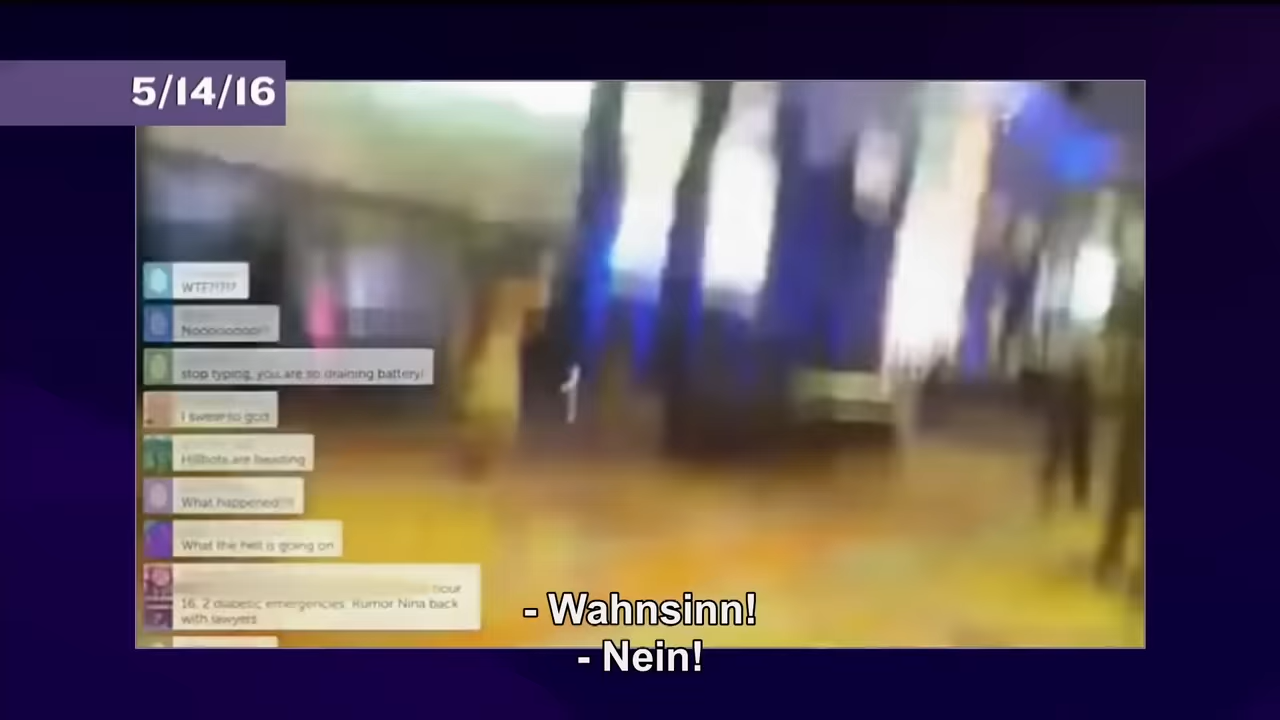 5/14/16
WTF?!?!?
Noooooooo!!
stop typing, you are so draining battery!
I swear to god
Hillbots are
What happened!!!
What the hell is going on
hour
16. 2 diabetic emergencies. Rumor Nina back
with lawyers
- Wahnsinn!
- Nein!